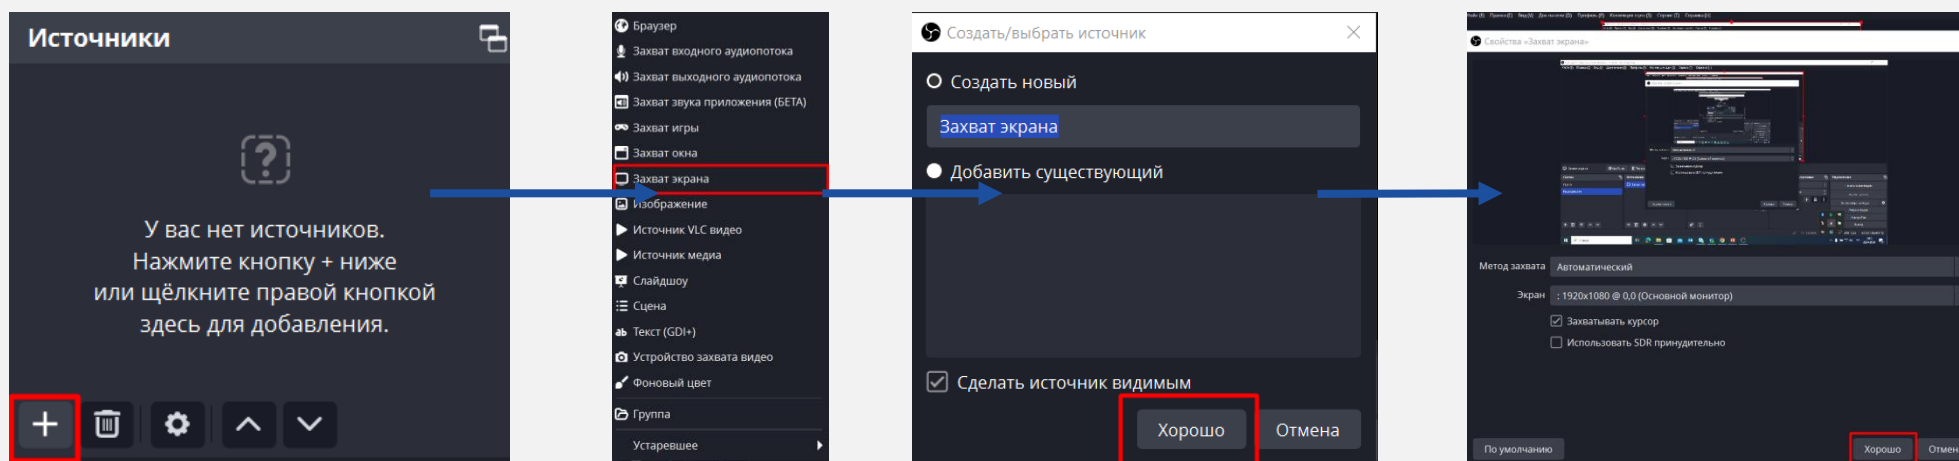 Источники
У вас нет источников.
Нажмите кнопку + ниже
или щёлкните правой кнопкой
здесь для добавления.
Браузер
Захват входного аудиопотока
Захват выходного аудиопотока
Захват звука приложения (БЕТА)
Захват игры
Захват окна
Захват экрана
Изображение
Источник VLC видео
Источник медиа
Слайдшоу
Сцена
ab Текст (GDI+)
Устройство захвата видео
Фоновый цвет
Группа
Устаревшее
Создать/выбрать источник
Создать новый
Захват экрана
Добавить существующий
Сделать источник видимым
Хорошо Отмена
Свойства «Захват экрана»
Метод захвата Автоматический
Экран : 1920x1080 @ 0,0 (Основной монитор)
Захватывать курсор
Использовать SDR принудительно
По умолчанию Хорошо